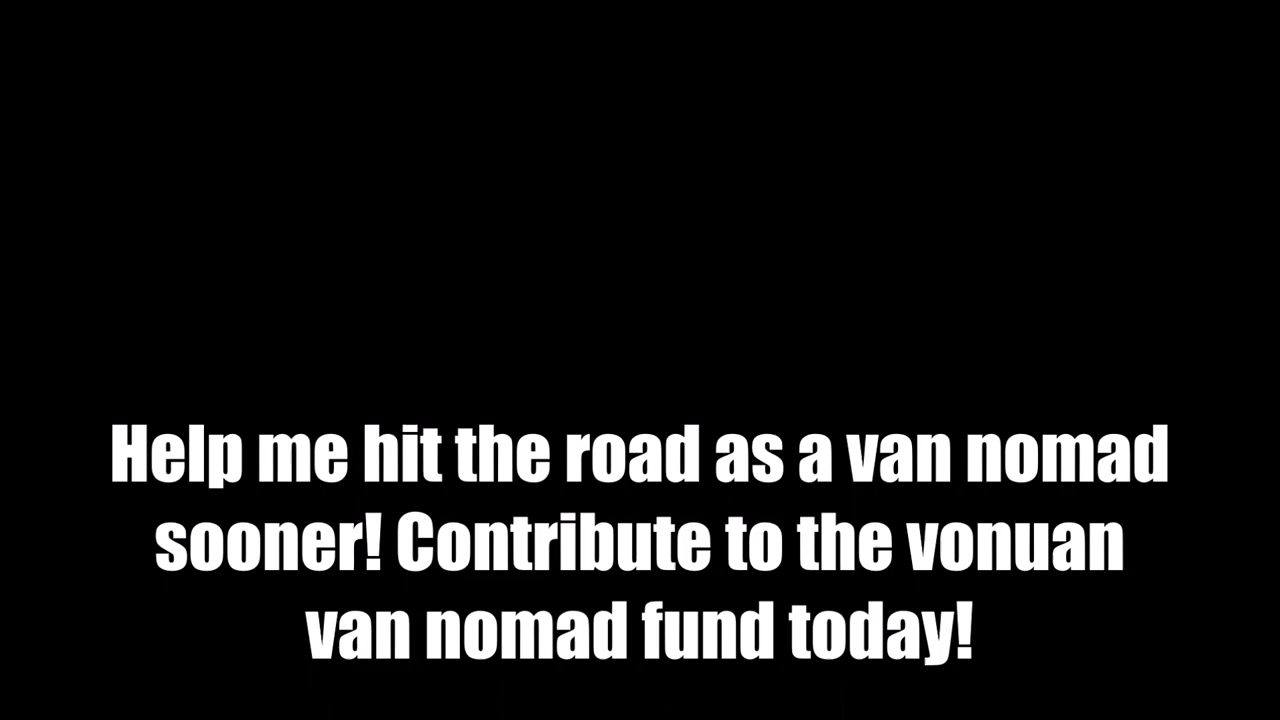 Help me hit the road as a van nomad
sooner! Contribute to the vonuan
van nomad fund today!